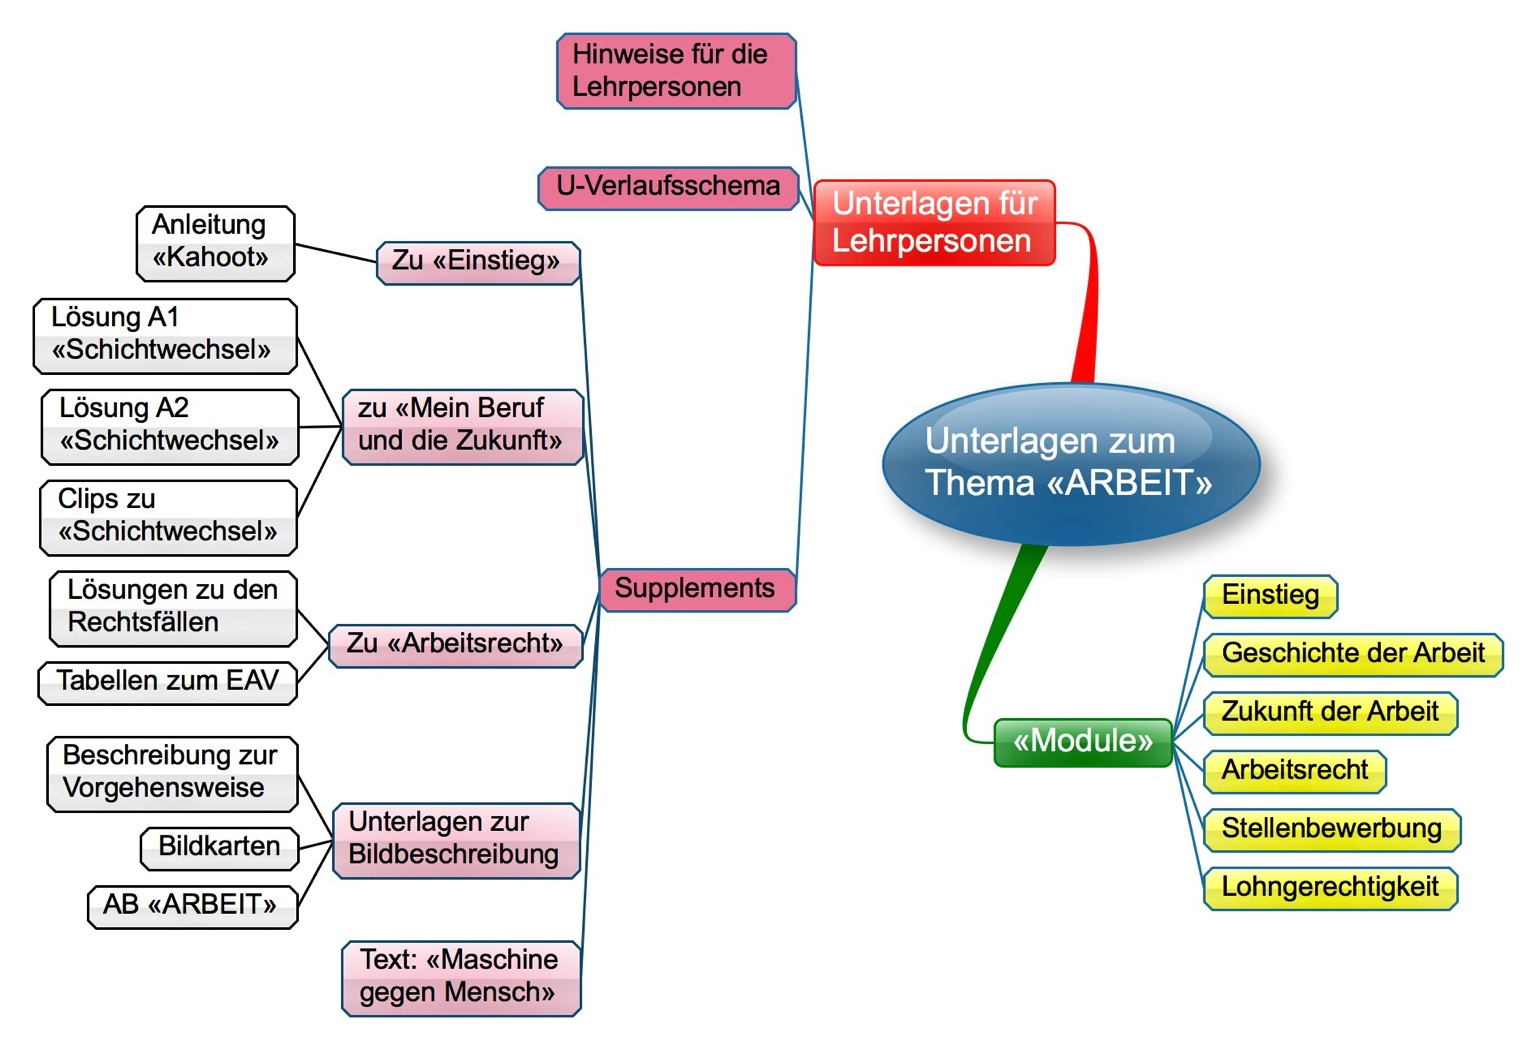 Hinweise für die
Lehrpersonen
U-Verlaufsschema
Unterlagen für
Lehrpersonen
Anleitung
«Kahoot»
Zu «Einstieg»
Lösung A1
«Schichtwechsel»
Lösung A2
«Schichtwechsel»
Clips zu
«Schichtwechsel»
zu «Mein Beruf
und die Zukunft»
Unterlagen zum
Thema «ARBEIT»
Supplements
Lösungen zu den
Rechtsfällen
Tabellen zum EAV
Zu «Arbeitsrecht»
Beschreibung zur
Vorgehensweise
Bildkarten
AB «ARBEIT»
Unterlagen zur
Bildbeschreibung
Text: «Maschine
gegen Mensch»
«Module»
Einstieg
Geschichte der Arbeit
Zukunft der Arbeit
Arbeitsrecht
Stellenbewerbung
Lohngerechtigkeit